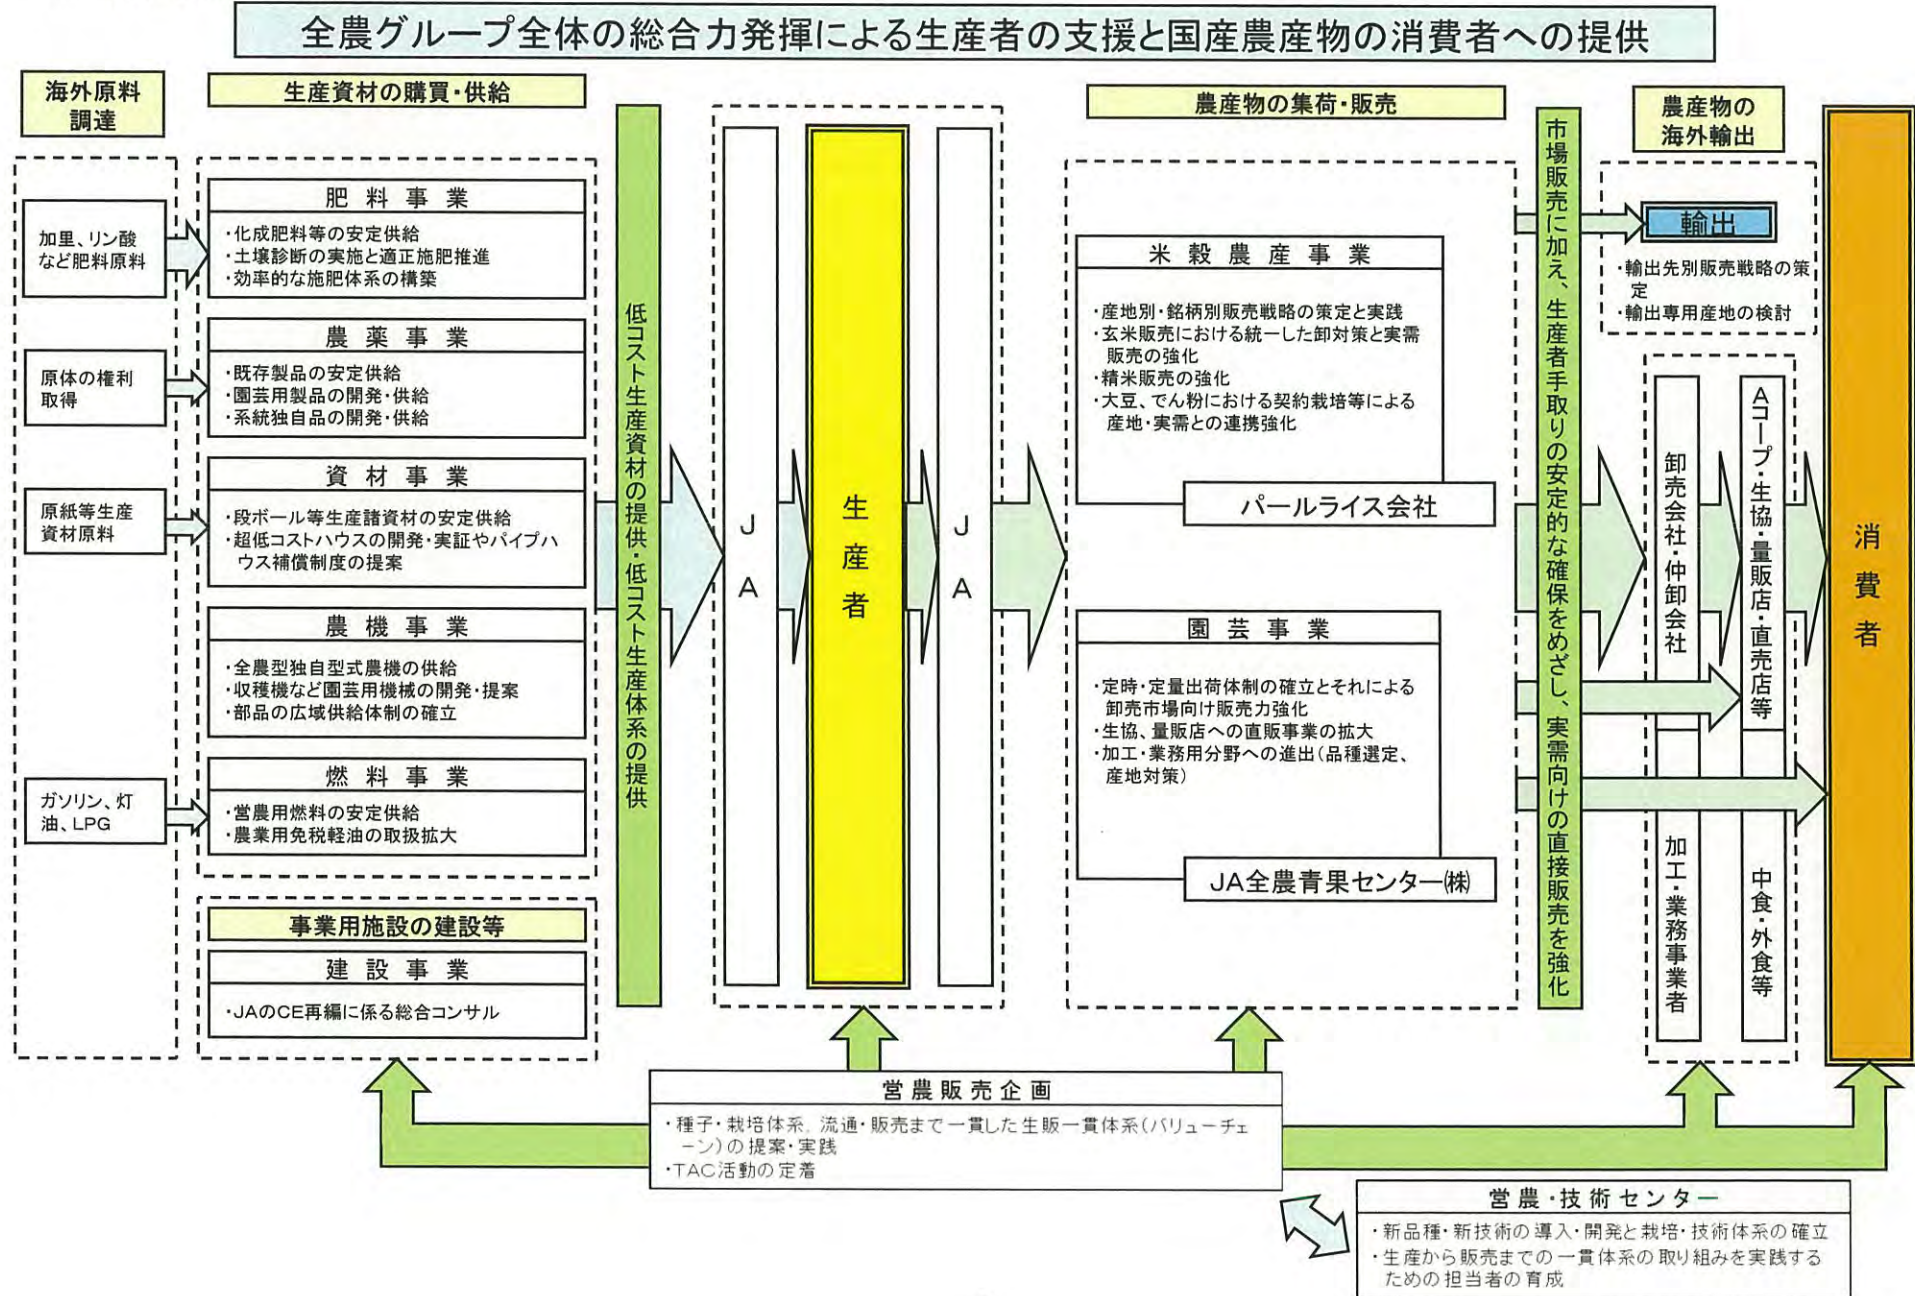 全農グループ全体の総合力発揮による生産者の支援と国産農産物の消費者への提供
海外原料
調達
加里、リン酸
など肥料原料
原体の権利
取得
原紙等生産
資材原料
ガソリン、灯
油、LPG
生産資材の購買・供給
肥料事業
・化成肥料等の安定供給
・土壌診断の実施と適正施肥推進
・効率的な施肥体系の構築
農薬事業
・既存製品の安定供給
・園芸用製品の開発・供給
・系統独自品の開発・供給
資材事業
・段ボール等生産諸資材の安定供給
・超低コストハウスの開発・実証やパイプハ
ウス補償制度の提案
農機事業
・全農型独自型式農機の供給
・収穫機など園芸用機械の開発・提案
・部品の広域供給体制の確立
燃料事業
・営農用燃料の安定供給
・農業用免税軽油の取扱拡大
事業用施設の建設等
建設事業
・JAのCE再編に係る総合コンサル
低コスト生産資材の提供・低コスト生産体系の提供
JA
生産者
JA
農産物の集荷・販売
米穀農産事業
・産地別・銘柄別販売戦略の策定と実践
・玄米販売における統一した卸対策と実需
販売の強化
・精米販売の強化
・大豆、でん粉における契約栽培等による
産地・実需との連携強化
パールライス会社
園芸事業
・定時・定量出荷体制の確立とそれによる
卸売市場向け販売力強化
・生協、量販店への直販事業の拡大
・加工・業務用分野への進出(品種選定、
産地対策)
JA全農青果センター㈱
市場販売に加え、生産者手取りの安定的な確保をめざし、実需向けの直接販売を強化
農産物の
海外輸出
輸出
・輸出先別販売戦略の策
定
・輸出専用産地の検討
卸売会社・仲卸会社
加工・業務事業者
Aコープ・生協・量販店・直売店等
中食・外食等
消費者
営農販売企画
・種子・栽培体系、流通・販売まで一貫した生販一貫体系(バリューチェ
ーン)の提案・実践
・TAC活動の定着
営農・技術センター
・新品種・新技術の導入・開発と栽培・技術体系の確立
・生産から販売までの一貫体系の取り組みを実践する
ための担当者の育成